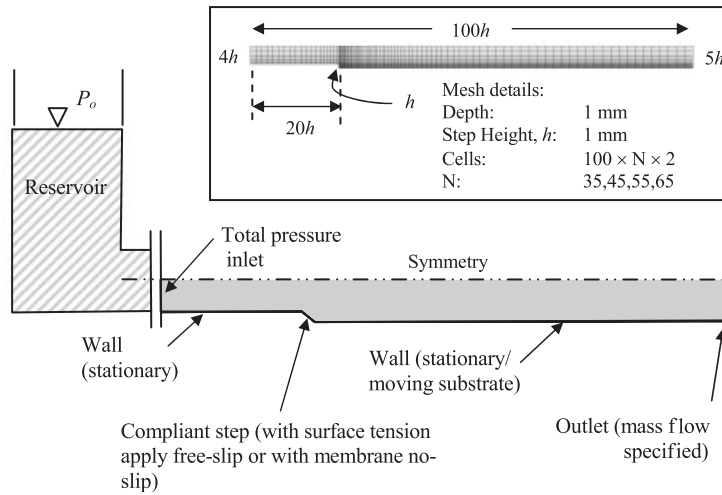 100h
4h
5h
h
20h
Mesh details:
Depth: 1 mm
Step Height, h: 1 mm
Cells: 100 × N × 2
N: 35,45,55,65
Po
Reservoir
Total pressure
inlet
Symmetry
Wall
(stationary)
Wall (stationary/
moving substrate)
Compliant step (with surface tension
apply free-slip or with membrane no-
slip)
Outlet (mass flow
specified)